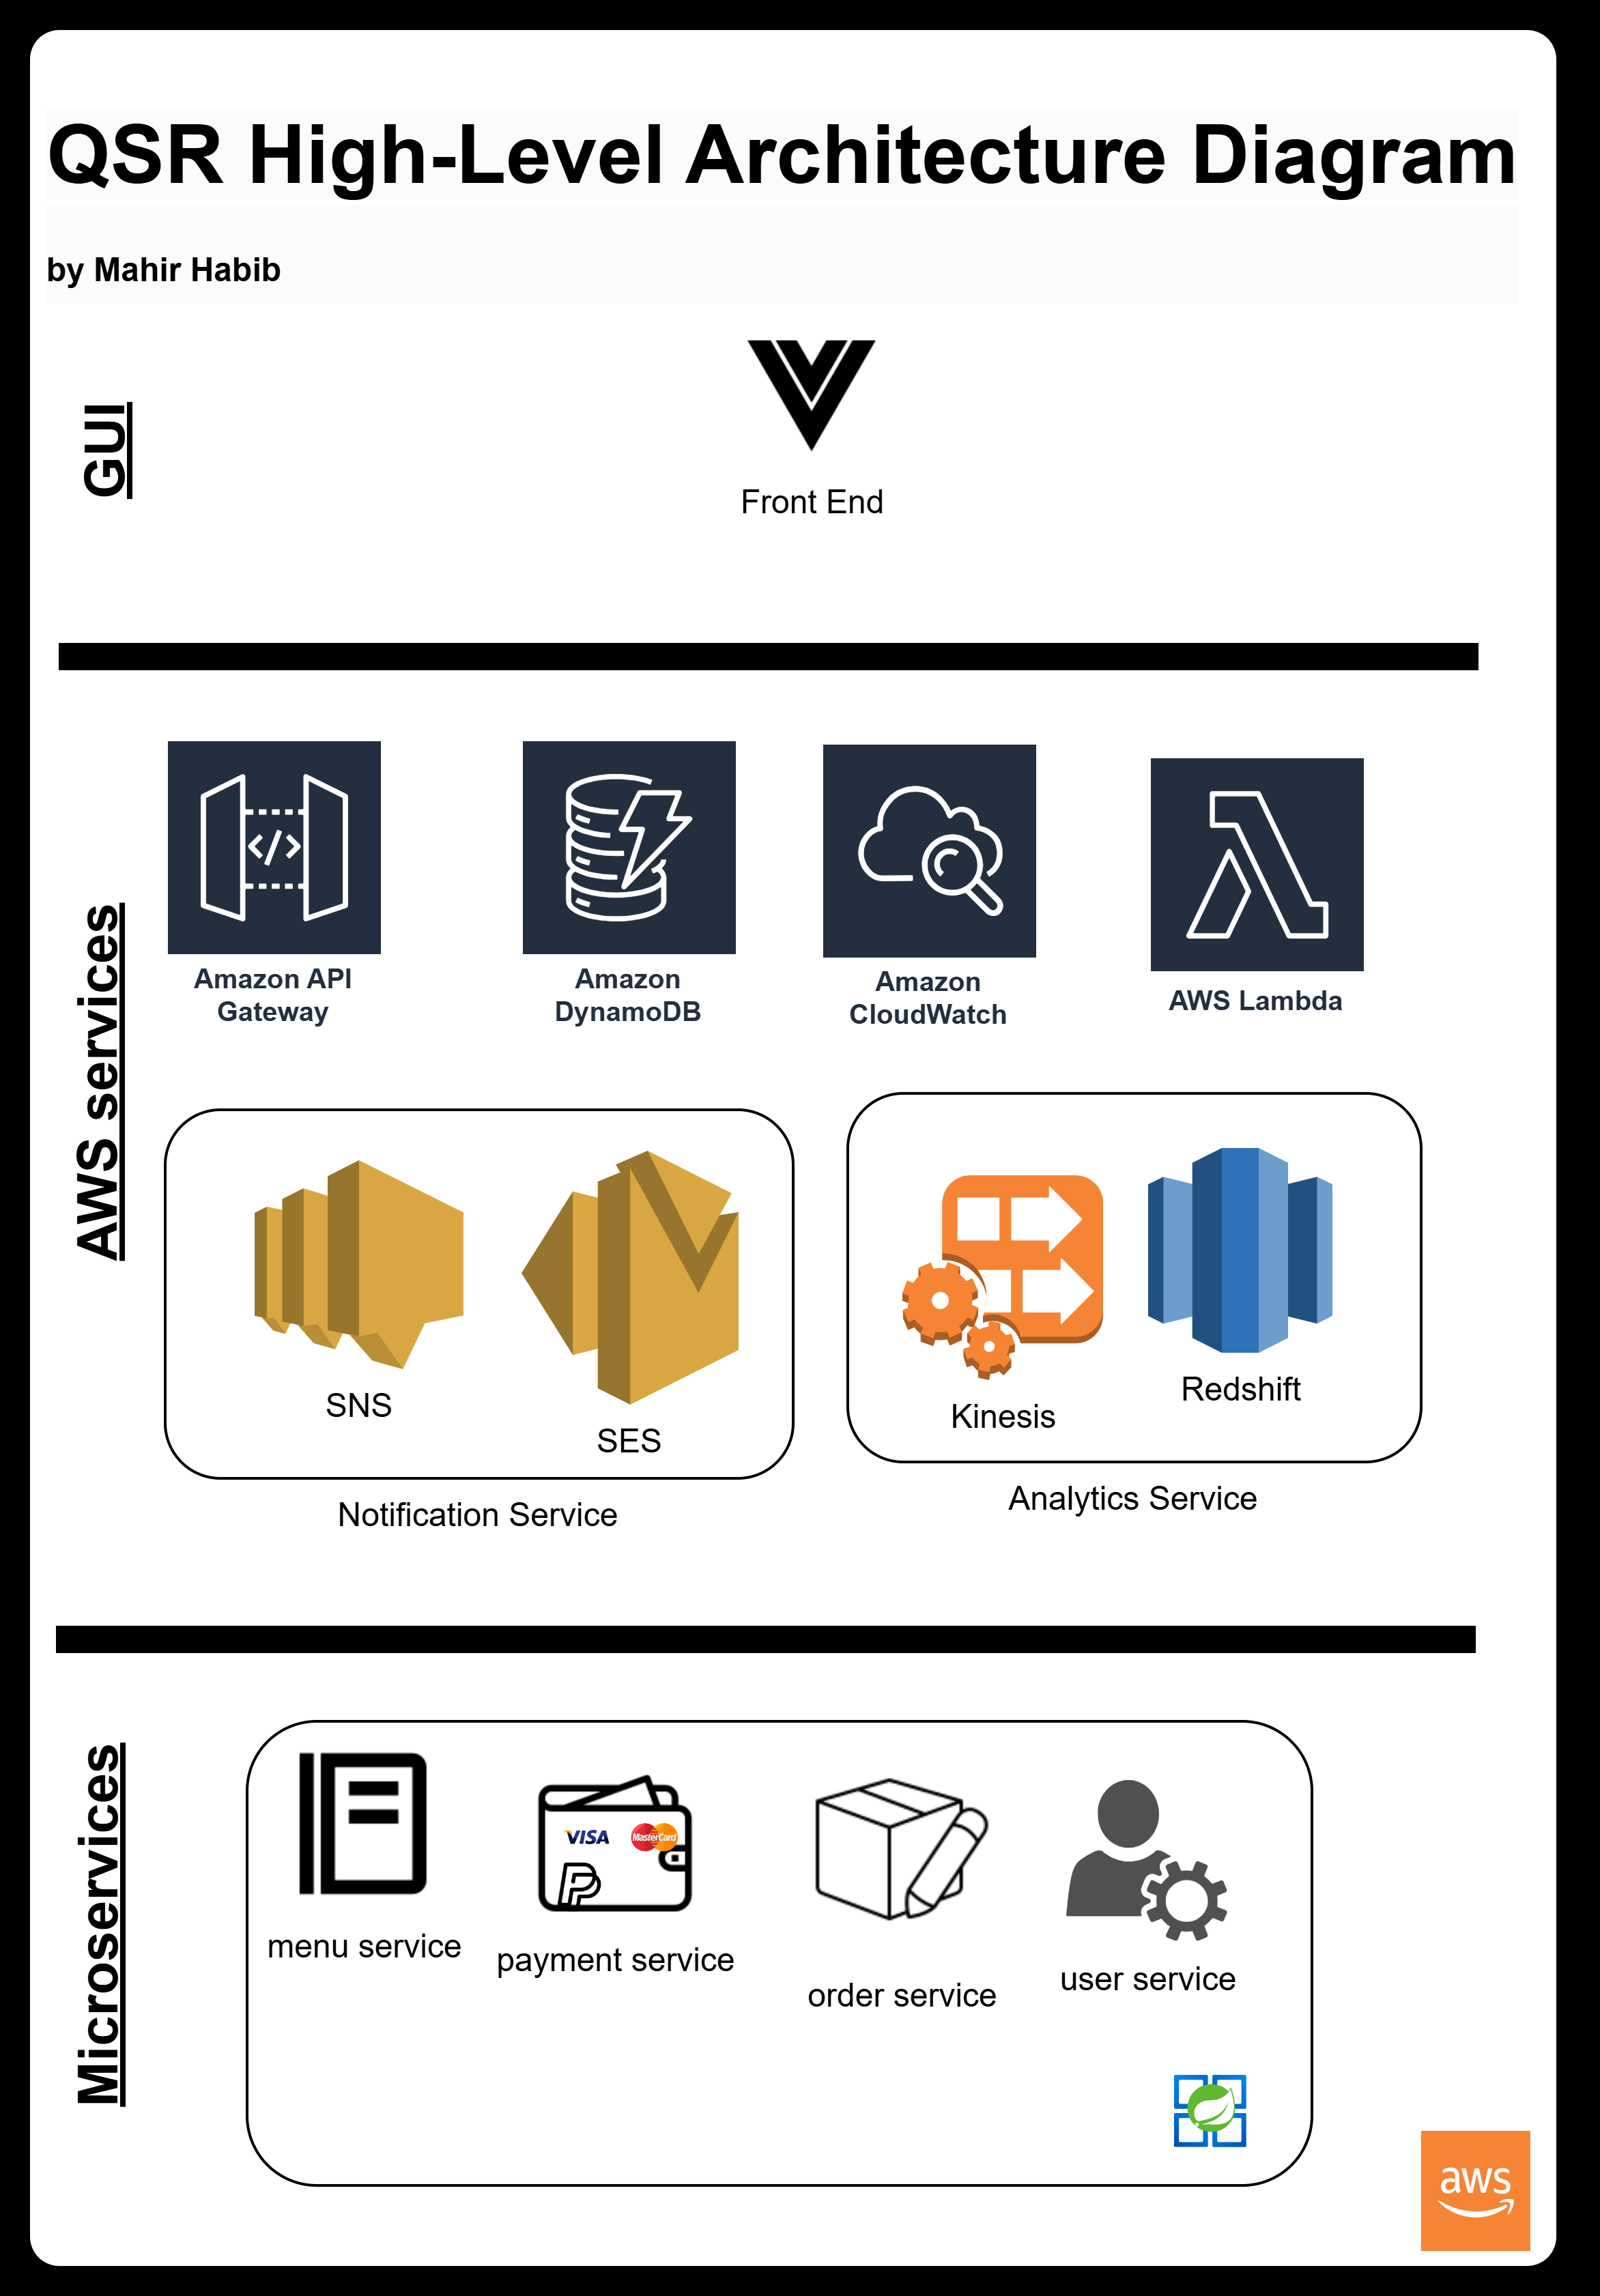 QSR High-Level Architecture Diagram
by Mahir Habib
GUI
Front End
AWS services
Amazon API
Gateway
Amazon
DynamoDB
Amazon
CloudWatch
AWS Lambda
SNS
SES
Notification Service
Kinesis
Redshift
Analytics Service
Microservices
menu service
VISA
MasterCard
payment service
order service
user service
aws